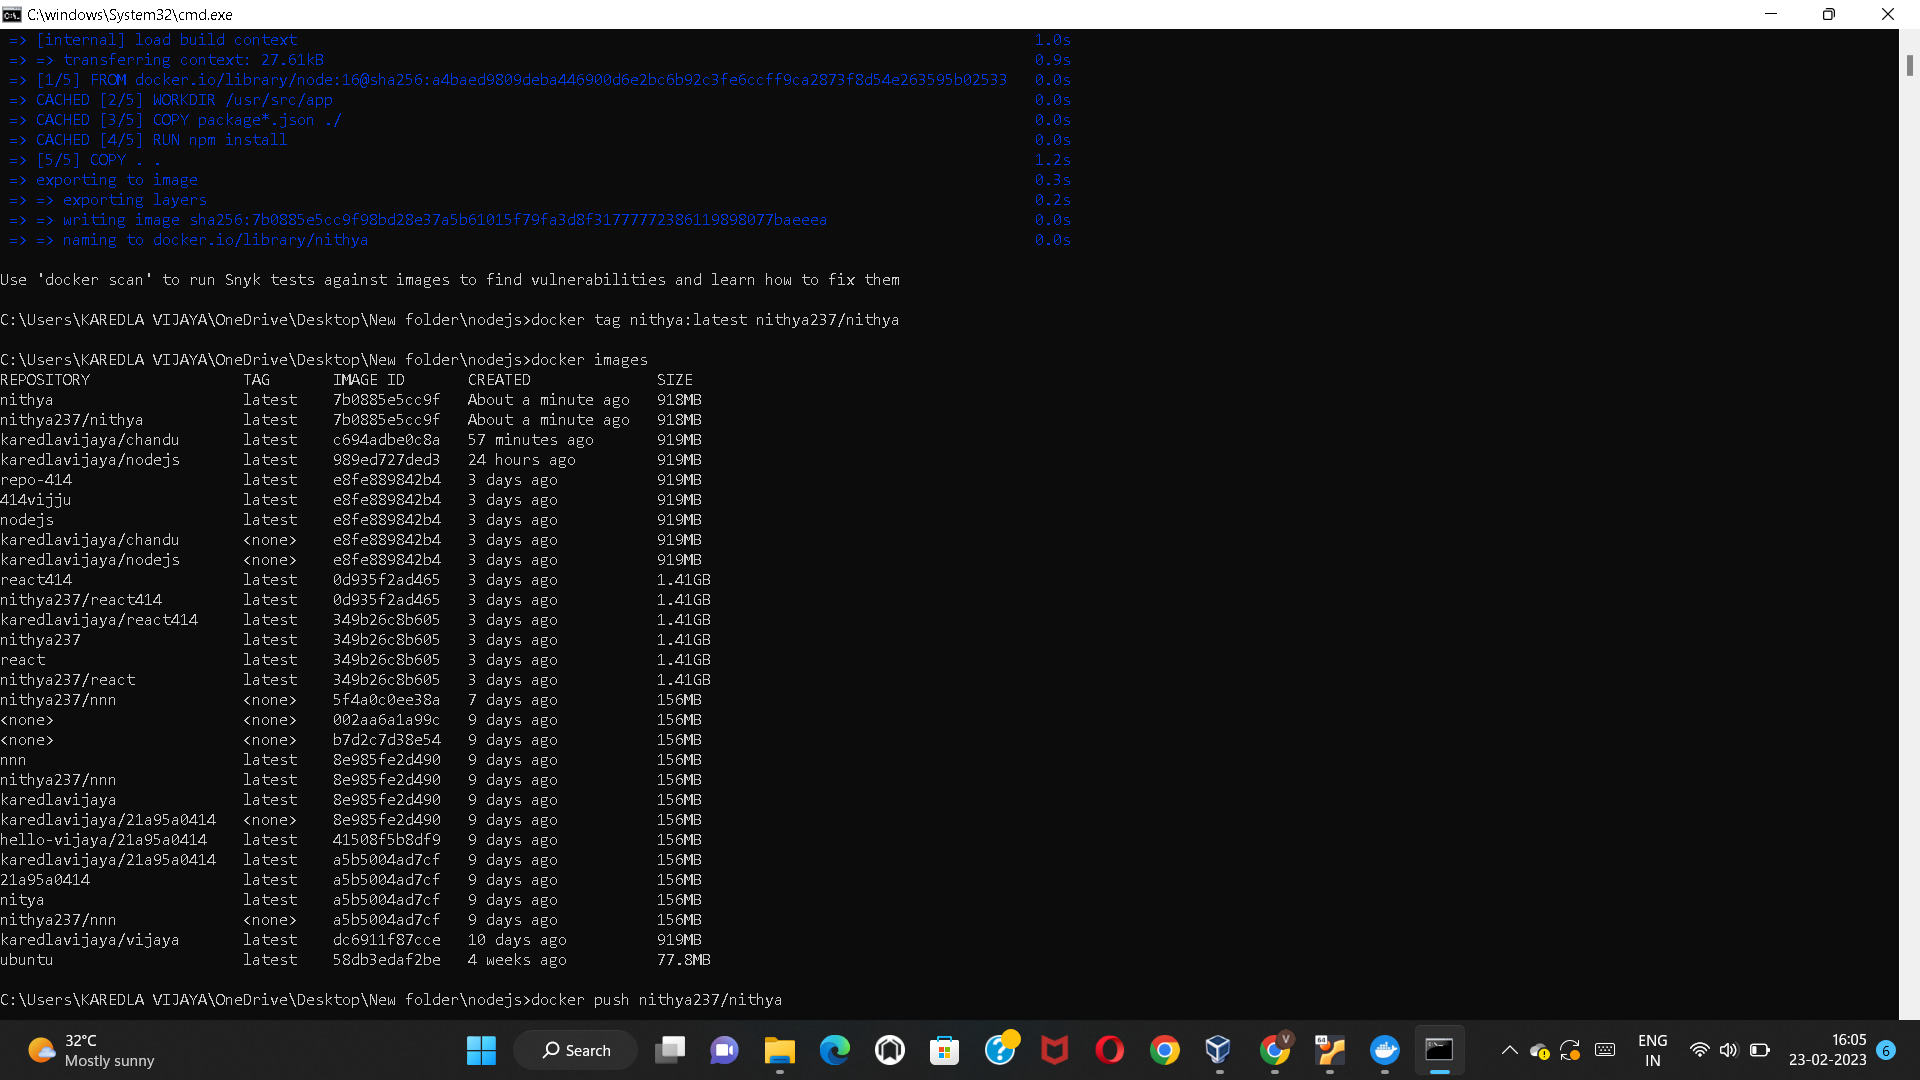 C:\windows\System32\cmd.exe
=> [internal] load build context 1.0s
=> => transferring context: 27.61kB 0.9s
=> [1/5] FROM docker.io/library/node:16@sha256:a4baed9809deba446900d6e2bc6b92c3fe6ccff9ca2873f8d54e263595b02533 0.0s
=> CACHED [2/5] WORKDIR /usr/src/app 0.0s
=> CACHED [3/5] COPY package*.json ./ 0.0s
=> CACHED [4/5] RUN npm install 0.0s
=> [5/5] COPY . . 1.2s
=> exporting to image 0.3s
=> => exporting layers 0.2s
=> => writing image sha256:7b0885e5cc9f98bd28e37a5b61015f79fa3d8f31777772386119898077baeeea 0.0s
=> => naming to docker.io/library/nithya 0.0s
Use 'docker scan' to run Snyk tests against images to find vulnerabilities and learn how to fix them
C:\Users\KAREDLA VIJAYA\OneDrive\Desktop\New folder\nodejs>docker tag nithya:latest nithya237/nithya
C:\Users\KAREDLA VIJAYA\OneDrive\Desktop\New folder\nodejs>docker images
REPOSITORY TAG IMAGE ID CREATED SIZE
nithya latest 7b0885e5cc9f About a minute ago 918MB
nithya237/nithya latest 7b0885e5cc9f About a minute ago 918MB
karedlavijaya/chandu latest c694adbe0c8a 57 minutes ago 919MB
karedlavijaya/nodejs latest 989ed727ded3 24 hours ago 919MB
repo-414 latest e8fe889842b4 3 days ago 919MB
414vijju latest e8fe889842b4 3 days ago 919MB
nodejs latest e8fe889842b4 3 days ago 919MB
karedlavijaya/chandu <none> e8fe889842b4 3 days ago 919MB
karedlavijaya/nodejs <none> e8fe889842b4 3 days ago 919MB
react414 latest 0d935f2ad465 3 days ago 1.41GB
nithya237/react414 latest 0d935f2ad465 3 days ago 1.41GB
karedlavijaya/react414 latest 349b26c8b605 3 days ago 1.41GB
nithya237 latest 349b26c8b605 3 days ago 1.41GB
react latest 349b26c8b605 3 days ago 1.41GB
nithya237/react latest 349b26c8b605 3 days ago 1.41GB
nithya237/nnn <none> 5f4a0c0ee38a 7 days ago 156MB
<none> <none> 002aa6a1a99c 9 days ago 156MB
<none> <none> b7d2c7d38e54 9 days ago 156MB
nnn latest 8e985fe2d490 9 days ago 156MB
nithya237/nnn latest 8e985fe2d490 9 days ago 156MB
karedlavijaya latest 8e985fe2d490 9 days ago 156MB
karedlavijaya/21a95a0414 <none> 8e985fe2d490 9 days ago 156MB
hello-vijaya/21a95a0414 latest 41508f5b8df9 9 days ago 156MB
karedlavijaya/21a95a0414 latest a5b5004ad7cf 9 days ago 156MB
21a95a0414 latest a5b5004ad7cf 9 days ago 156MB
nitya latest a5b5004ad7cf 9 days ago 156MB
nithya237/nnn <none> a5b5004ad7cf 9 days ago 156MB
karedlavijaya/vijaya latest dc6911f87cce 10 days ago 919MB
ubuntu latest 58db3edaf2be 4 weeks ago 77.8MB
C:\Users\KAREDLA VIJAYA\OneDrive\Desktop\New folder\nodejs>docker push nithya237/nithya
32°C
Mostly sunny
Search
V
64
ENG
IN
16:05
23-02-2023
6